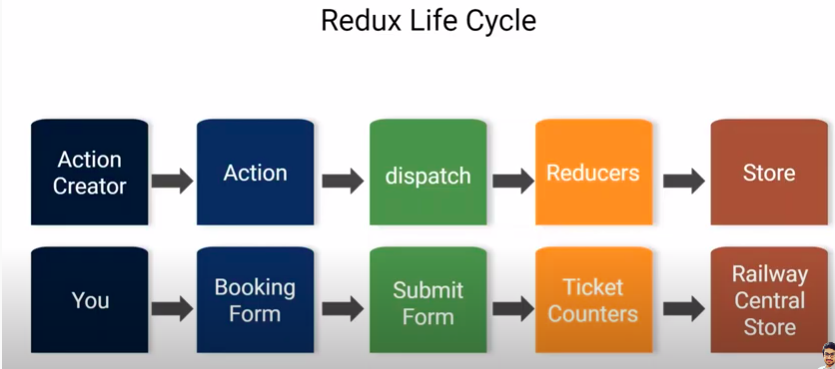 Redux Life Cycle
Action
Creator
Action
dispatch
Reducers
Store
You
Booking
Form
Submit
Form
Ticket
Counters
Railway
Central
Store